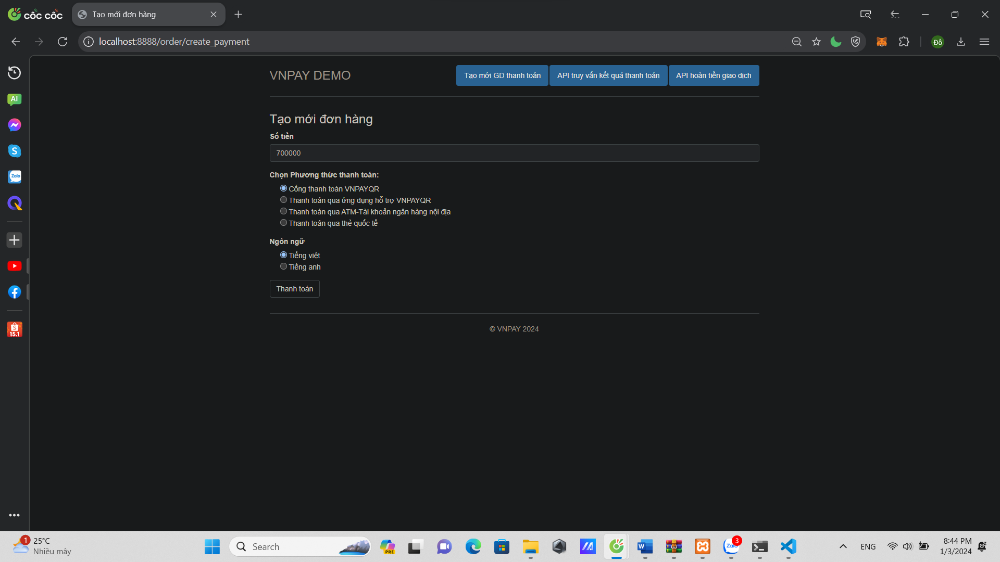 cốc cốc
Tạo mới đơn hàng
localhost:8888/order/create_payment
Đỗ
AI
S
Zalo
S
15.1
VNPAY DEMO
Tạo mới GD thanh toán
API truy vấn kết quả thanh toán
API hoàn tiền giao dịch
Tạo mới đơn hàng
Số tiền
700000
Chọn Phương thức thanh toán:
Cổng thanh toán VNPAYQR
Thanh toán qua ứng dụng hỗ trợ VNPAYQR
Thanh toán qua ATM-Tài khoản ngân hàng nội địa
Thanh toán qua thẻ quốc tế
Ngôn ngữ
Tiếng việt
Tiếng anh
Thanh toán
© VNPAY 2024
1
25°C
Nhiều mây
Search
PRE
W
Zalo
3
ENG
8:44 PM
1/3/2024